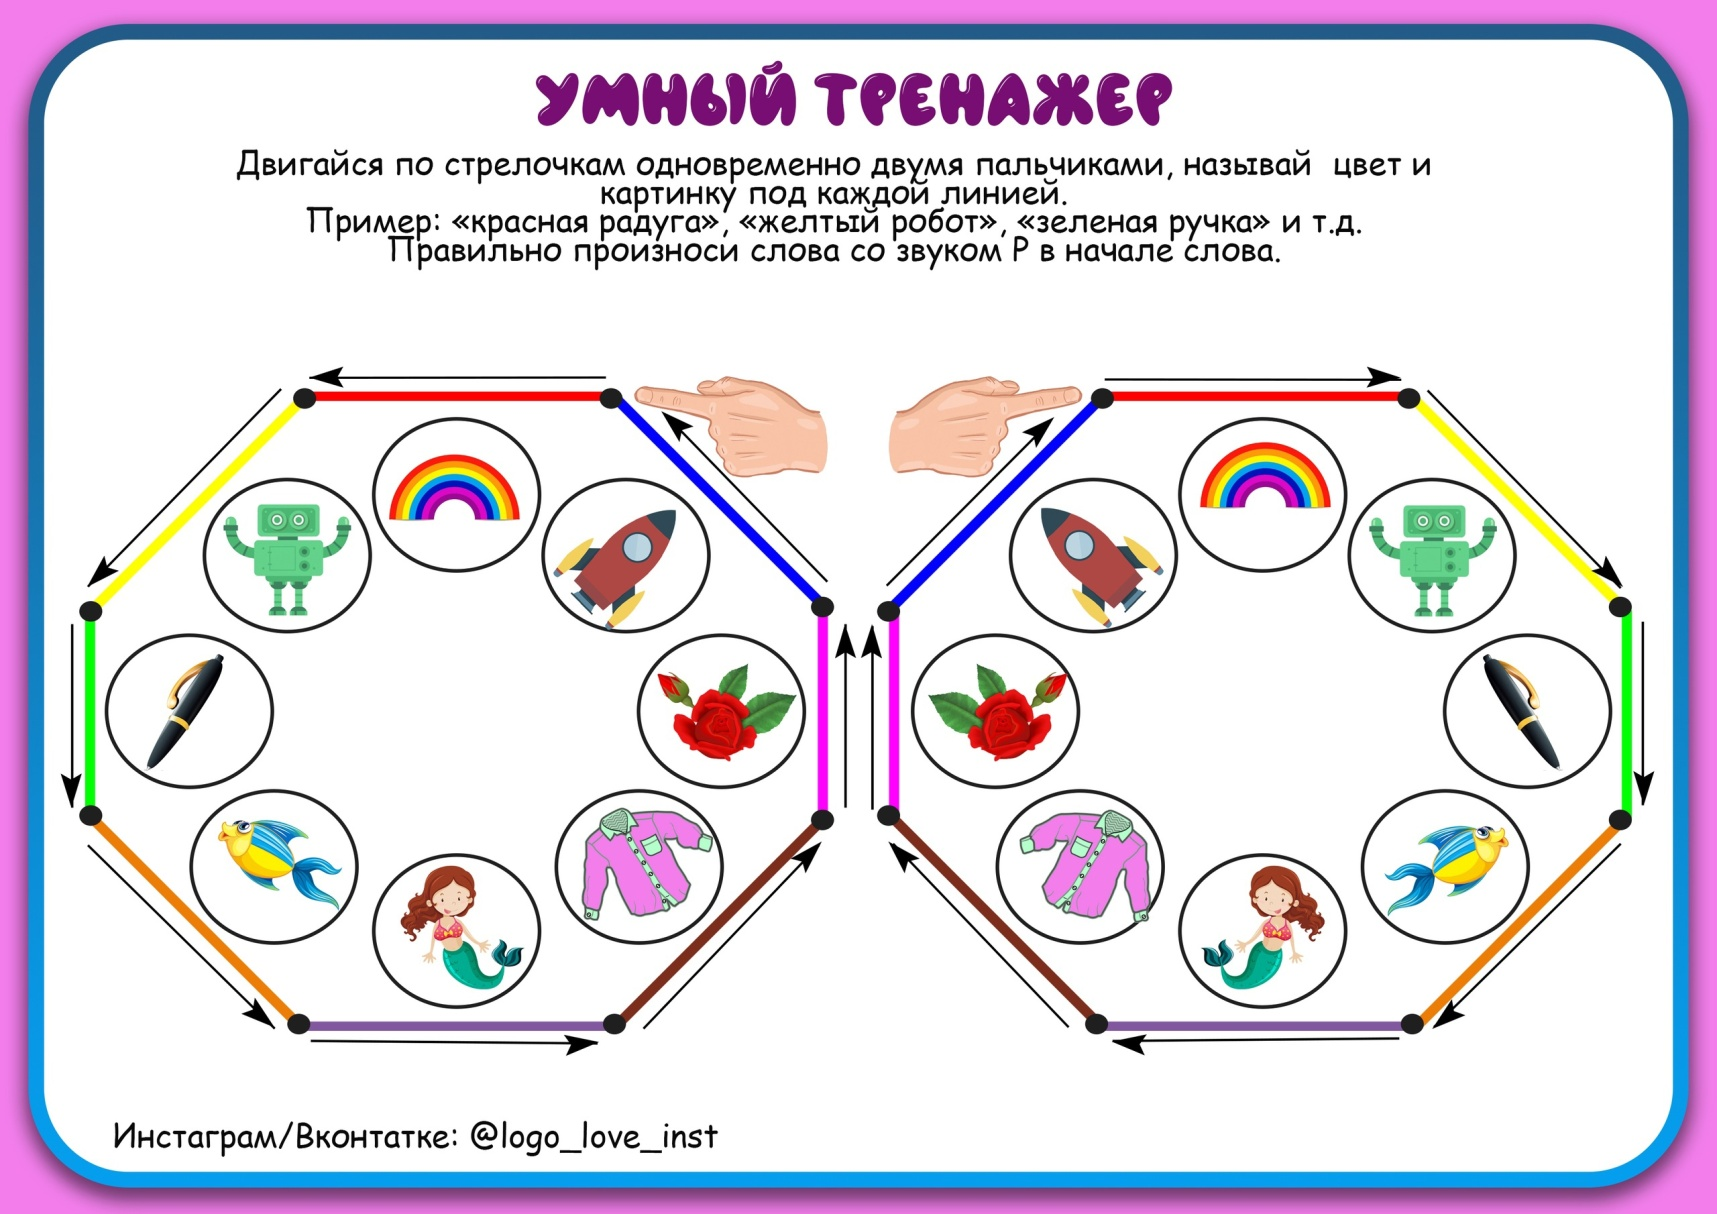 УМНЫЙ ТРЕНАЖЕР
Двигайся по стрелочкам одновременно двумя пальчиками, называй цвет и
картинку под каждой линией.
Пример: «красная радуга», «желтый робот», «зеленая ручка» и т.д.
Правильно произноси слова со звуком Р в начале слова.
Инстаграм/Вконтатке: @logo_love_inst